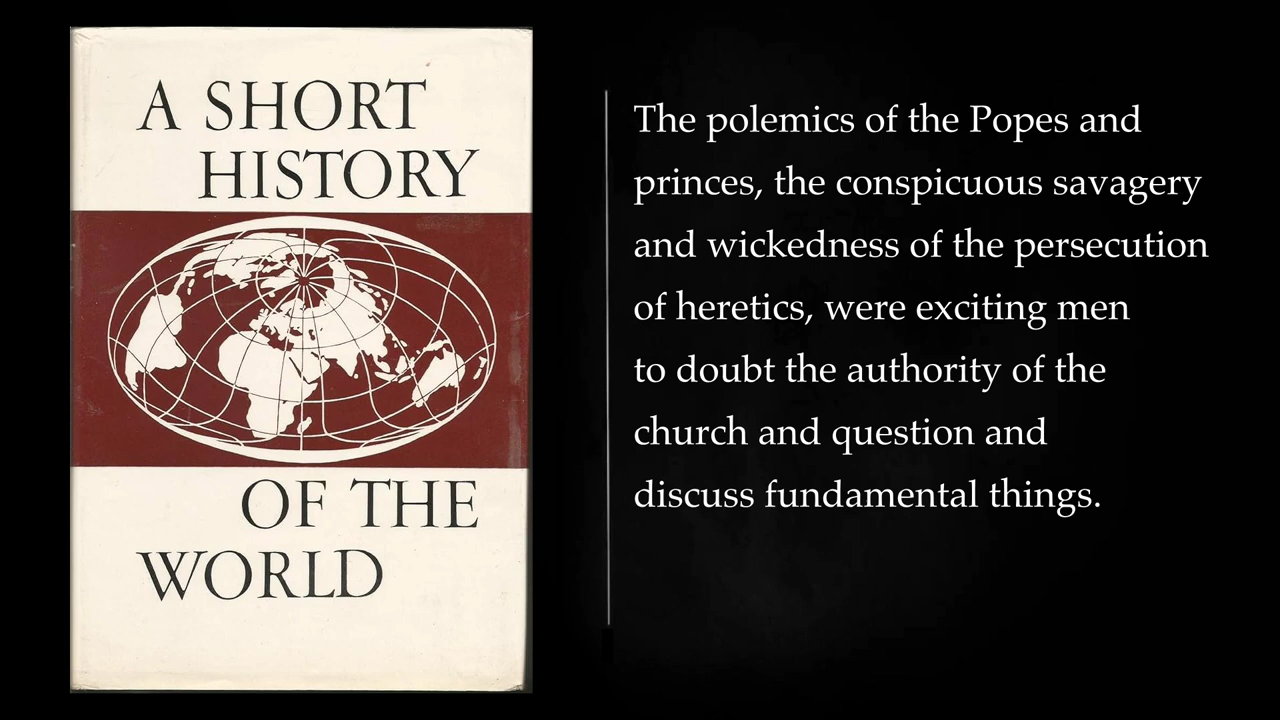 A SHORT
HISTORY
OF THE
WORLD
The polemics of the Popes and
princes, the conspicuous savagery
and wickedness of the persecution
of heretics, were exciting men
to doubt the authority of the
church and question and
discuss fundamental things.